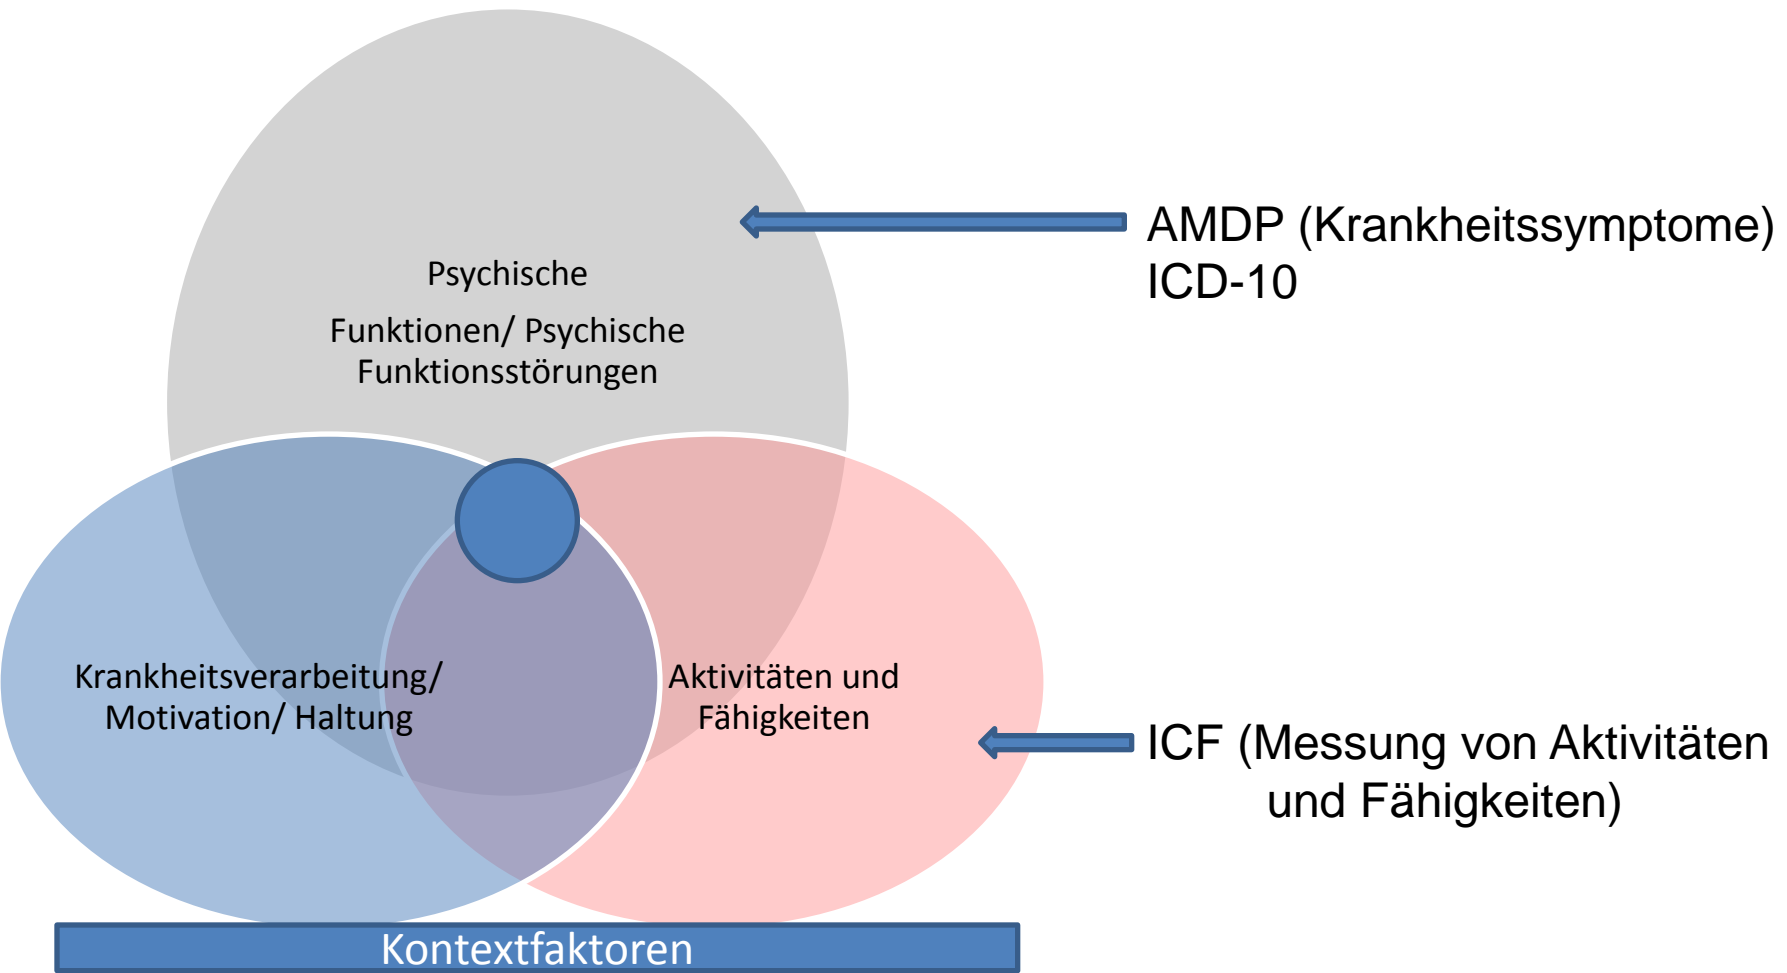 Psychische
Funktionen/ Psychische
Funktionsstörungen
AMDP (Krankheitssymptome)
ICD-10
Krankheitsverarbeitung/
Motivation/ Haltung
Aktivitäten und
Fähigkeiten
ICF (Messung von Aktivitäten
und Fähigkeiten)
Kontextfaktoren